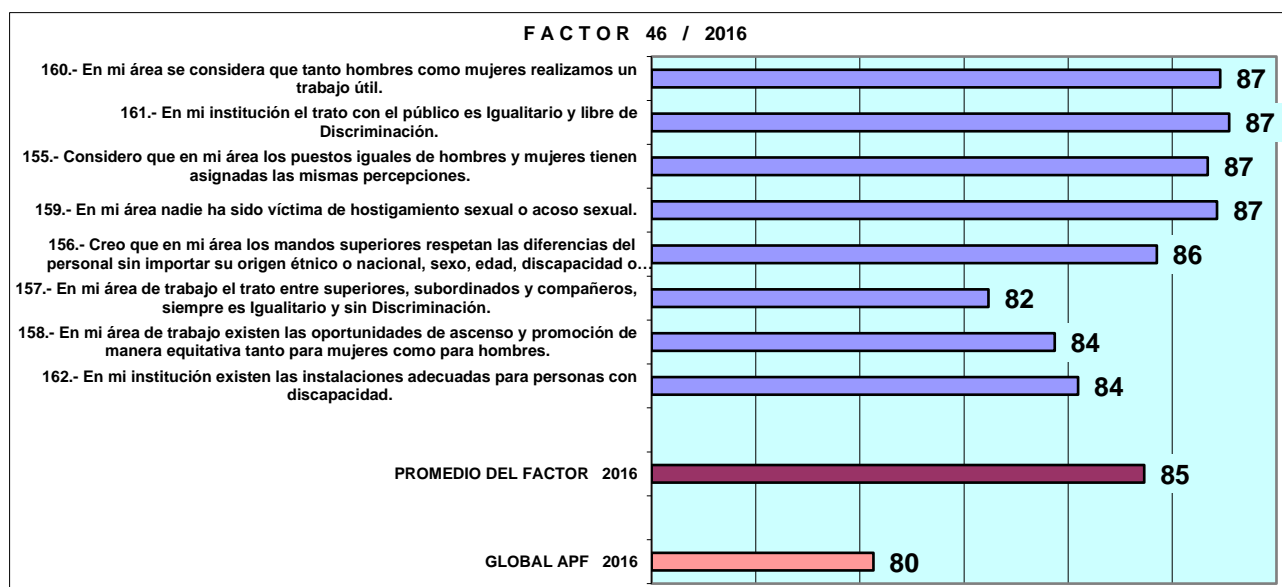 F A C T O R 46 / 2016
160.- En mi área se considera que tanto hombres como mujeres realizamos un
trabajo útil.
87
161.- En mi institución el trato con el público es Igualitario y libre de
Discriminación.
87
155.- Considero que en mi área los puestos iguales de hombres y mujeres tienen
asignadas las mismas percepciones.
87
159.- En mi área nadie ha sido víctima de hostigamiento sexual o acoso sexual.
87
156.- Creo que en mi área los mandos superiores respetan las diferencias del
personal sin importar su origen étnico o nacional, sexo, edad, discapacidad o…
86
157.- En mi área de trabajo el trato entre superiores, subordinados y compañeros,
siempre es Igualitario y sin Discriminación.
82
158.- En mi área de trabajo existen las oportunidades de ascenso y promoción de
manera equitativa tanto para mujeres como para hombres.
84
162.- En mi institución existen las instalaciones adecuadas para personas con
discapacidad.
84
PROMEDIO DEL FACTOR 2016
85
GLOBAL APF 2016
80